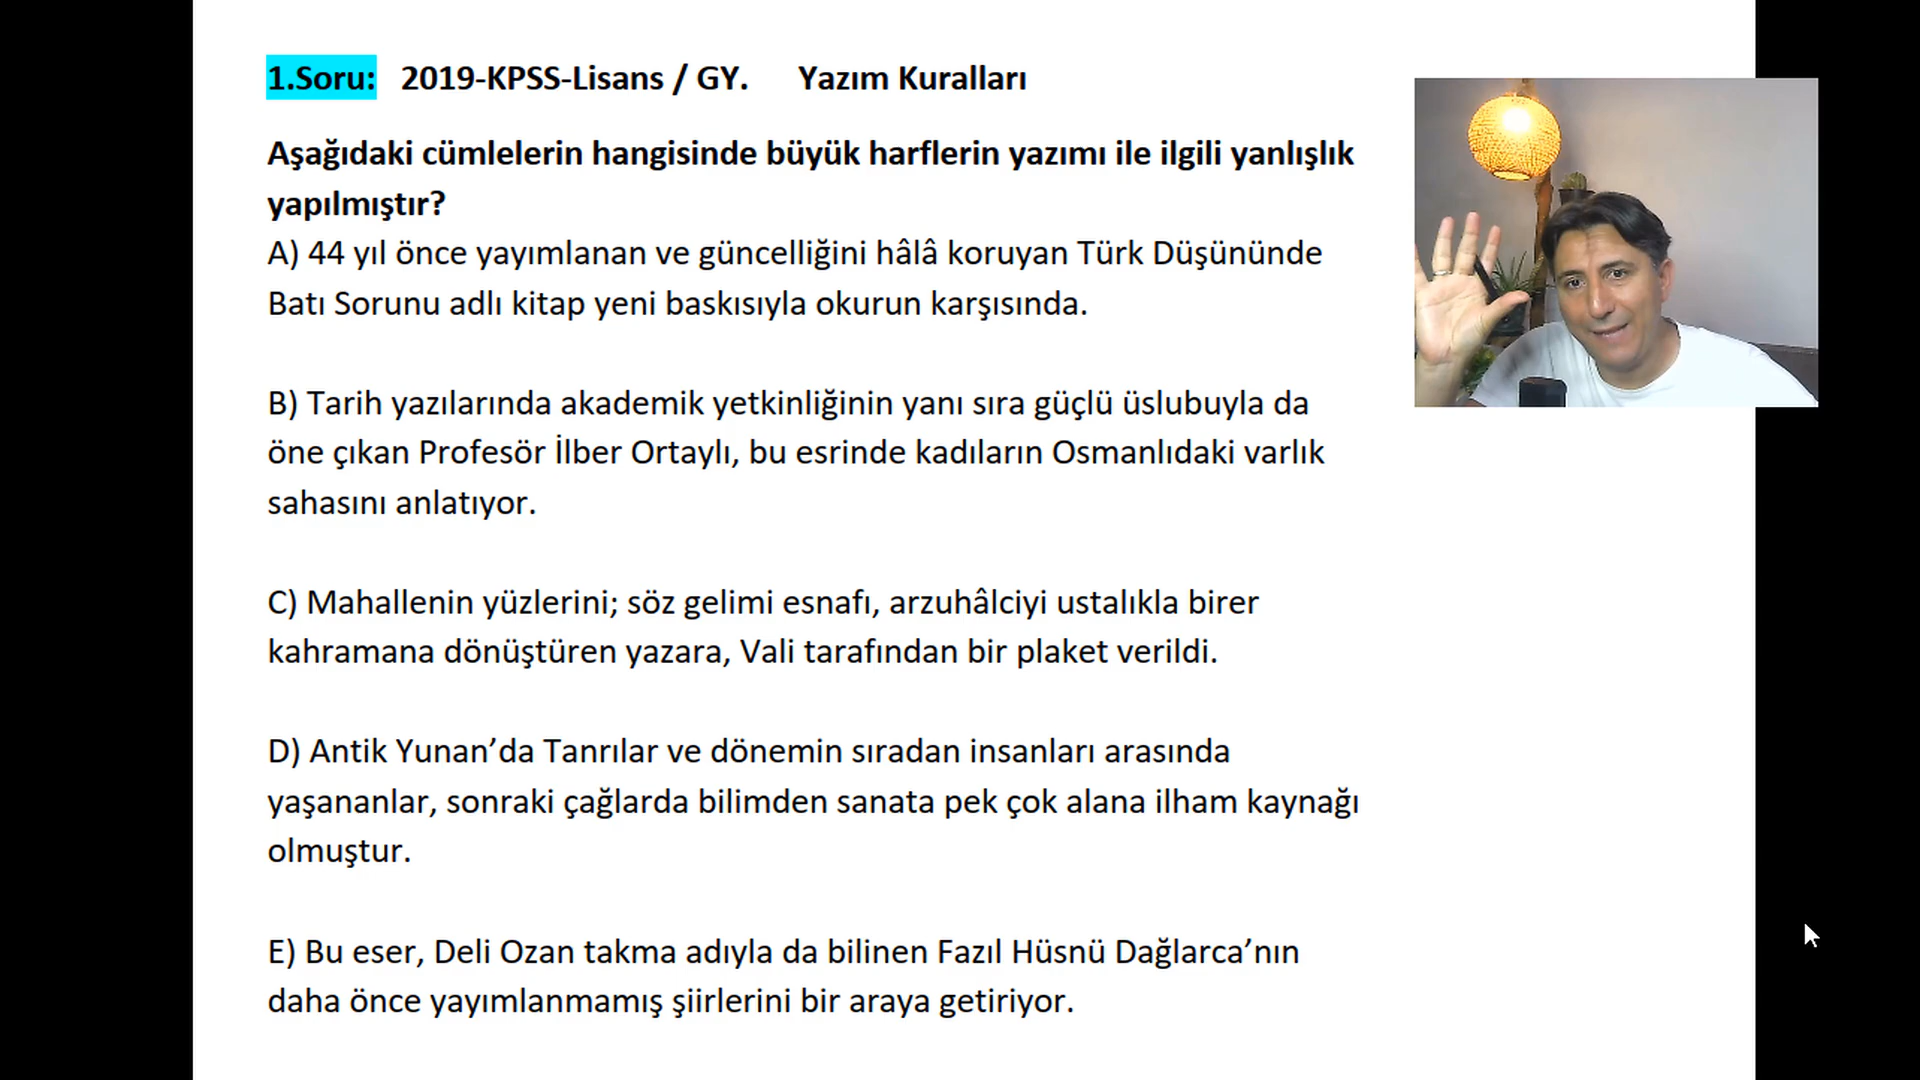 1.Soru: 2019-KPSS-Lisans / GY. Yazım Kuralları
Aşağıdaki cümlelerin hangisinde büyük harflerin yazımı ile ilgili yanlışlık
yapılmıştır?
A) 44 yıl önce yayımlanan ve güncelliğini hâlâ koruyan Türk Düşününde
Batı Sorunu adlı kitap yeni baskısıyla okurun karşısında.
B) Tarih yazılarında akademik yetkinliğinin yanı sıra güçlü üslubuyla da
öne çıkan Profesör İlber Ortaylı, bu esrinde kadıların Osmanlıdaki varlık
sahasını anlatıyor.
C) Mahallenin yüzlerini; söz gelimi esnafı, arzuhâlciyi ustalıkla birer
kahramana dönüştüren yazara, Vali tarafından bir plaket verildi.
D) Antik Yunan’da Tanrılar ve dönemin sıradan insanları arasında
yaşananlar, sonraki çağlarda bilimden sanata pek çok alana ilham kaynağı
olmuştur.
E) Bu eser, Deli Ozan takma adıyla da bilinen Fazıl Hüsnü Dağlarca’nın
daha önce yayımlanmamış şiirlerini bir araya getiriyor.